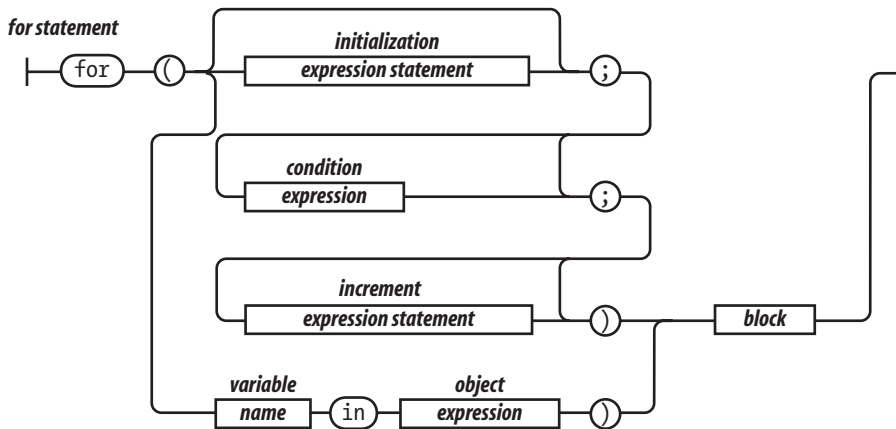 for statement
initialization
for ( expression statement ;
condition
expression ;
increment
expression statement ) block
variable object
name in expression )